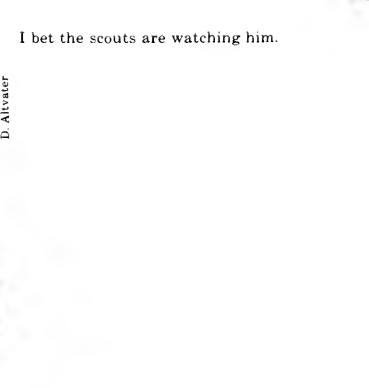 I bet the scouts are watching him.
D. Altvater